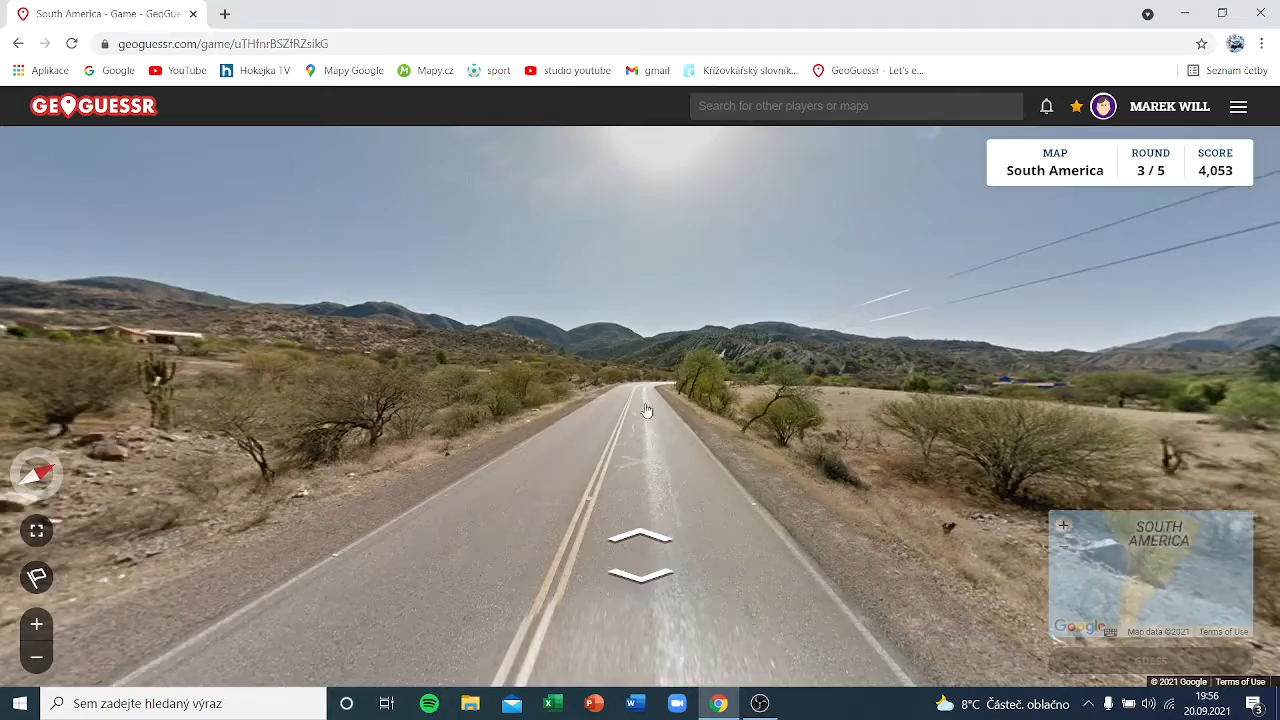 South America - Game - GeoGue
geoguessr.com/game/uTHfnrBSZfRZsikG
Aplikace
Google
YouTube
Hokejka TV
Mapy Google
Mapy.cz
sport
studio youtube
gmail
Křížovkářský slovník...
GeoGuessr - Let's e...
Seznam četby
GEOGUESSR
Search for other players or maps
MAREK WILL
MAP
ROUND
SCORE
South America
3 / 5
4,053
SOUTH
AMERICA
Google
Map data ©2021
Terms of Use
GUESS
© 2021 Google
Terms of Use
Sem zadejte hledaný výraz
8°C Částeč. oblačno
19:56
20.09.2021
3